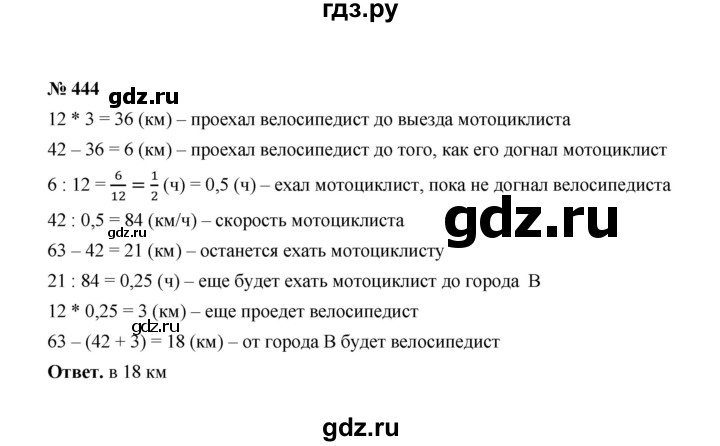 гдз.ру
№ 444
gdz.ru
12 * 3 = 36 (км) – проехал велосипедист до выезда мотоциклиста
42 – 36 = 6 (км) – проехал велосипедист до того, как его догнал мотоциклист
6 : 12 = 6/12 = 1/2 (ч) = 0,5 (ч) – ехал мотоциклист, пока не догнал велосипедиста
42 : 0,5 = 84 (км/ч) – скорость мотоциклиста
gdz.ru
gdz.ru
63 – 42 = 21 (км) – останется ехать мотоциклисту
21 : 84 = 0,25 (ч) – еще будет ехать мотоциклист до города В
12 * 0,25 = 3 (км) – еще проедет велосипедист
gdz.ru
63 – (42 + 3) = 18 (км) – от города В будет велосипедист
Ответ. в 18 км
gdz.ru